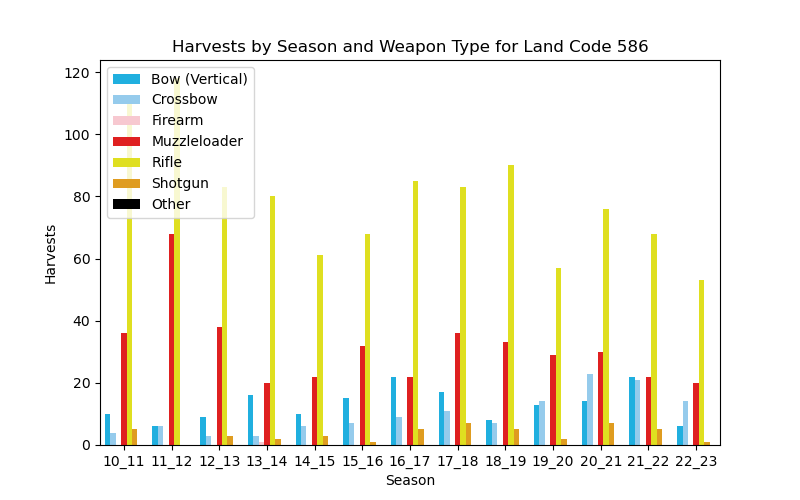 Harvests by Season and Weapon Type for Land Code 586
120
100
80
60
40
20
0
Harvests
Bow (Vertical)
Crossbow
Firearm
Muzzleloader
Rifle
Shotgun
Other
10_11 11_12 12_13 13_14 14_15 15_16 16_17 17_18 18_19 19_20 20_21 21_22 22_23
Season